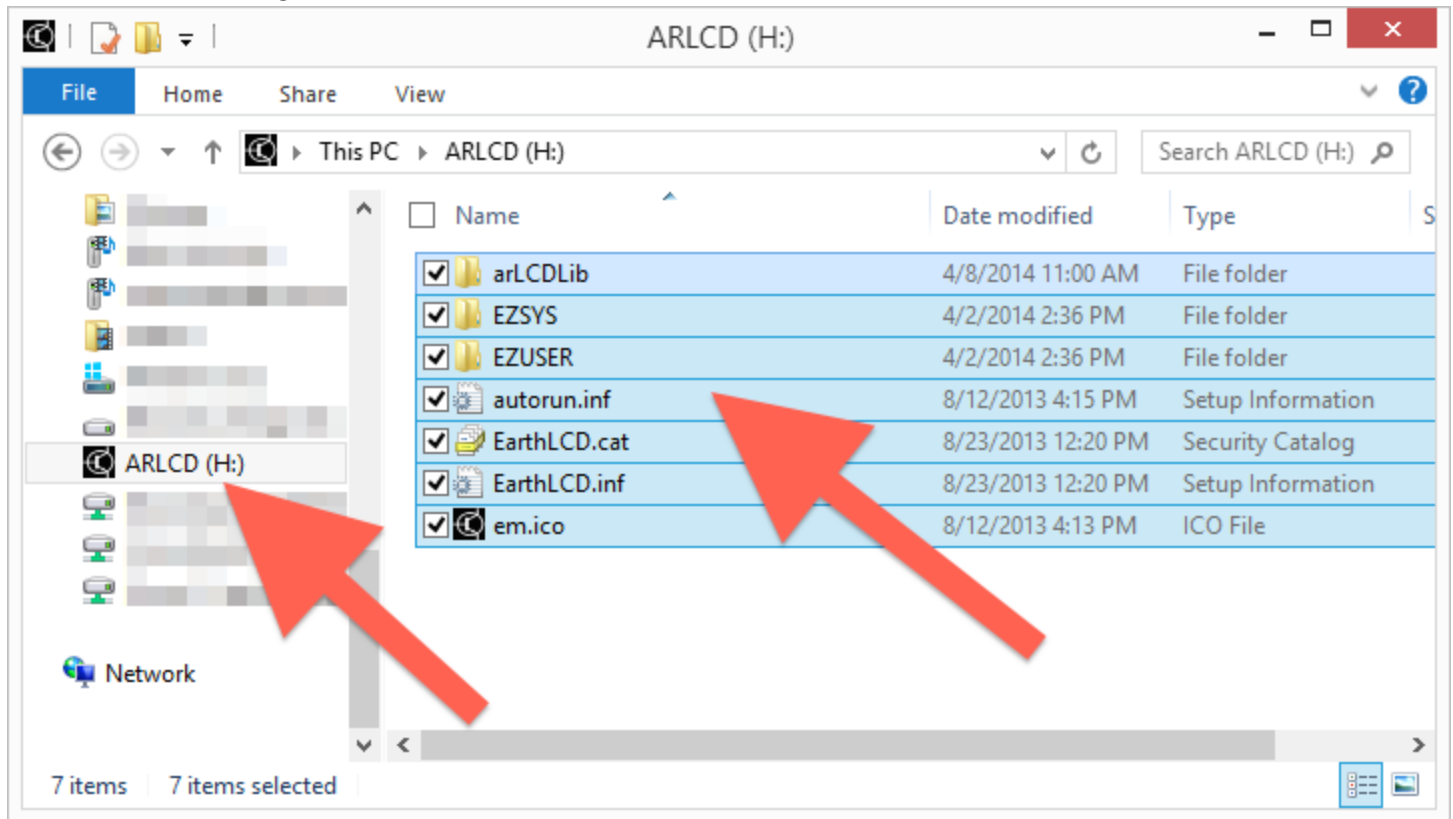 ARLCD (H:)
File Home Share View
This PC ARLCD (H:) Search ARLCD (H:)
Name Date modified Type S
arLCDLib 4/8/2014 11:00 AM File folder
EZSYS 4/2/2014 2:36 PM File folder
EZUSER 4/2/2014 2:36 PM File folder
autorun.inf 8/12/2013 4:15 PM Setup Information
EarthLCD.cat 8/23/2013 12:20 PM Security Catalog
EarthLCD.inf 8/23/2013 12:20 PM Setup Information
em.ico 8/12/2013 4:13 PM ICO File
ARLCD (H:)
Network
7 items 7 items selected